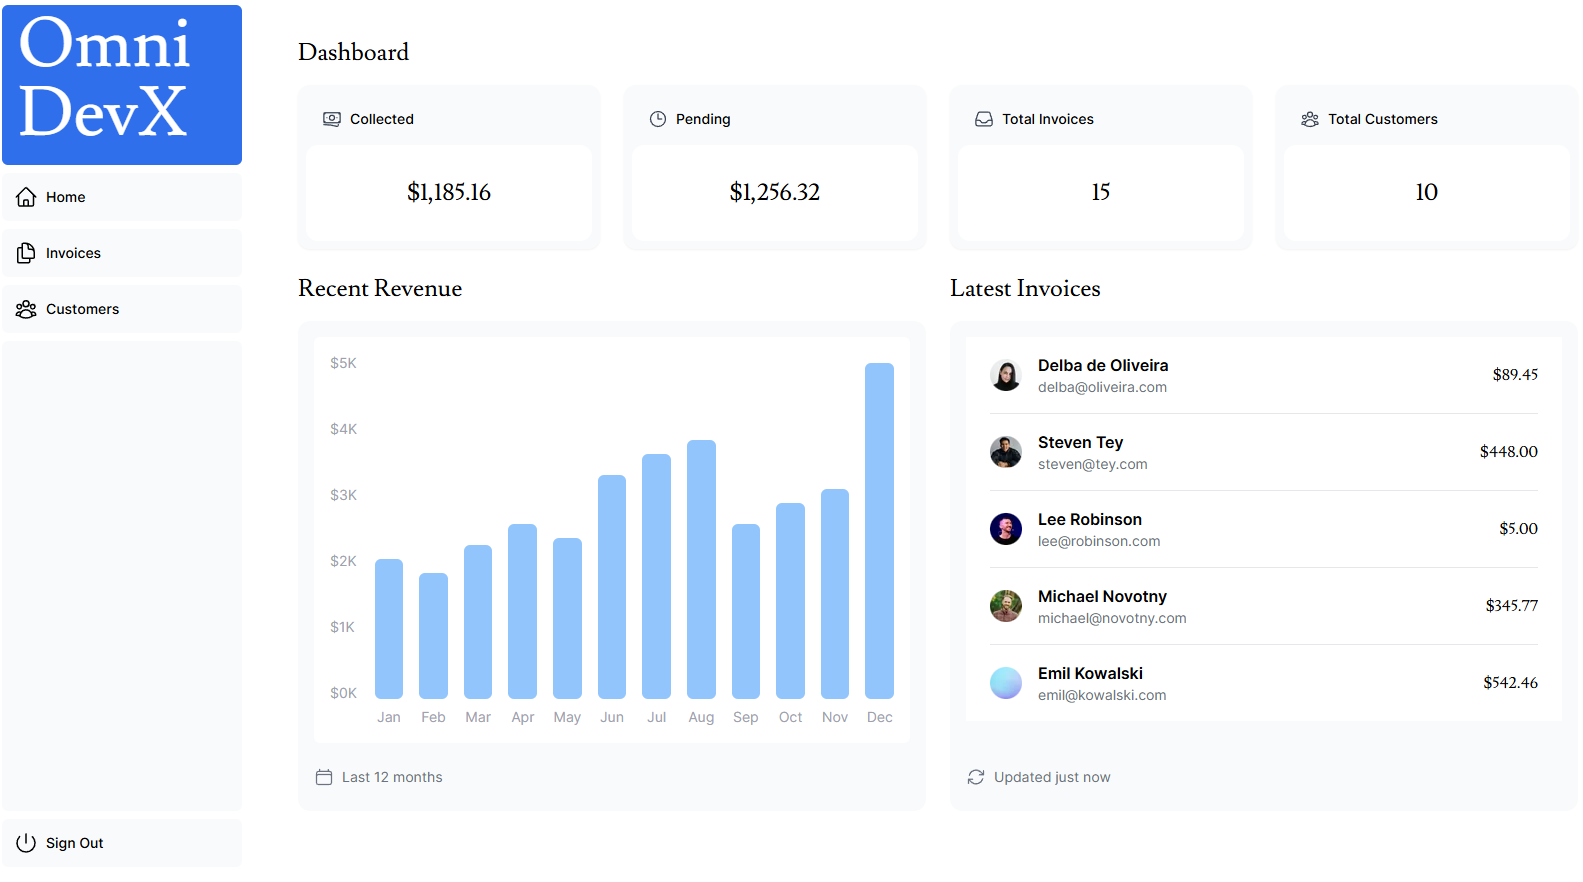 Omni
DevX
Home
Invoices
Customers
Sign Out
Dashboard
Collected
$1,185.16
Pending
$1,256.32
Total Invoices
15
Total Customers
10
Recent Revenue
$5K
$4K
$3K
$2K
$1K
$0K
Jan Feb Mar Apr May Jun Jul Aug Sep Oct Nov Dec
Last 12 months
Latest Invoices
Delba de Oliveira
delba@oliveira.com
$89.45
Steven Tey
steven@tey.com
$448.00
Lee Robinson
lee@robinson.com
$5.00
Michael Novotny
michael@novotny.com
$345.77
Emil Kowalski
emil@kowalski.com
$542.46
Updated just now